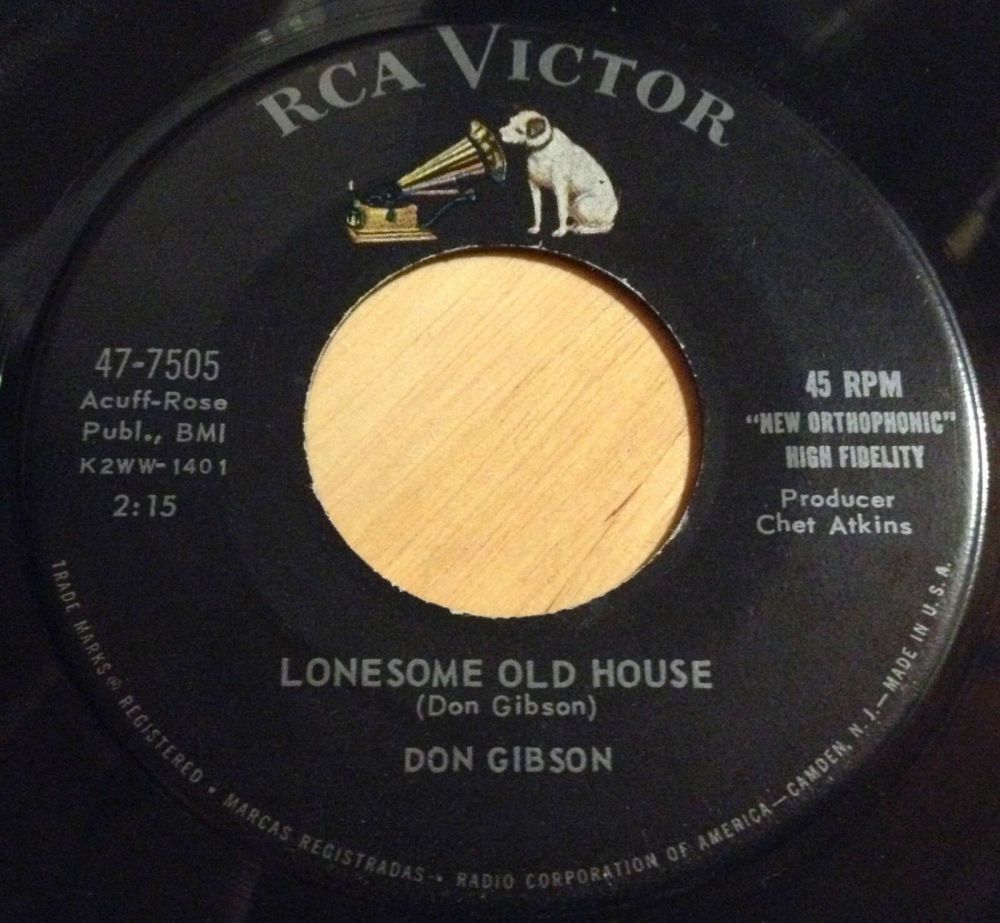 RCA VICTOR
47-7505
Acuff-Rose
Publ., BMI
K2WW-1401
2:15
45 RPM
"NEW ORTHOPHONIC"
HIGH FIDELITY
Producer
Chet Atkins
LONESOME OLD HOUSE
(Don Gibson)
DON GIBSON
TRADE MARKS ® REGISTERED • MARCAS REGISTRADAS • RADIO CORPORATION OF AMERICA—CAMDEN, N. J.—MADE IN U. S. A.